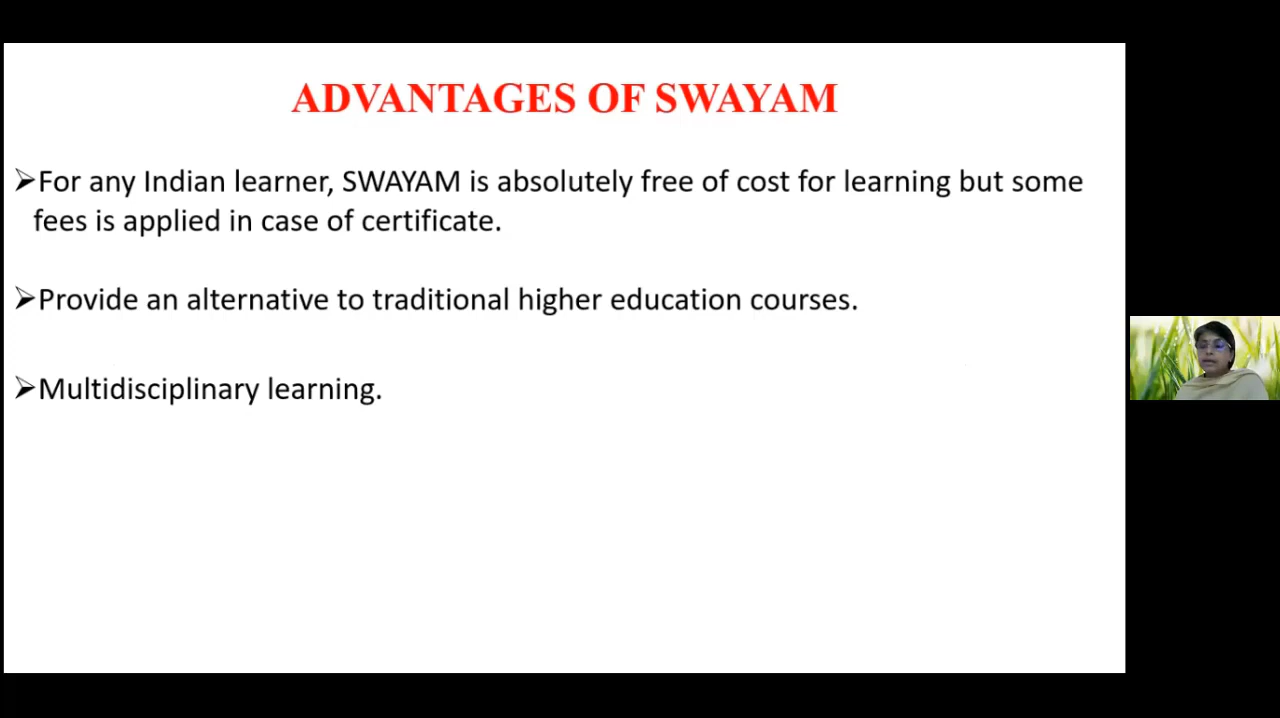 ADVANTAGES OF SWAYAM
➢For any Indian learner, SWAYAM is absolutely free of cost for learning but some
fees is applied in case of certificate.
➢Provide an alternative to traditional higher education courses.
➢Multidisciplinary learning.